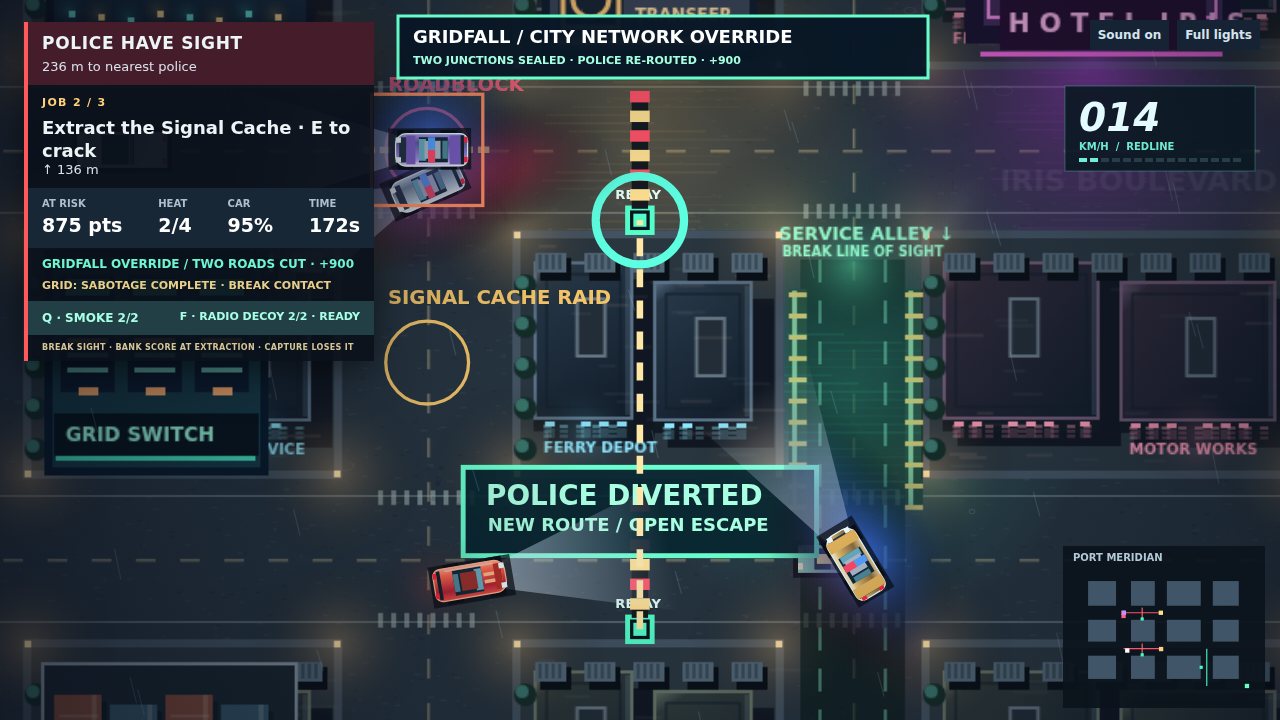 POLICE HAVE SIGHT
236 m to nearest police
JOB 2 / 3
Extract the Signal Cache · E to
crack
↑ 136 m
AT RISK HEAT CAR TIME
875 pts 2/4 95% 172s
GRIDFALL OVERRIDE / TWO ROADS CUT · +900
GRID: SABOTAGE COMPLETE · BREAK CONTACT
Q · SMOKE 2/2 F · RADIO DECOY 2/2 · READY
BREAK SIGHT · BANK SCORE AT EXTRACTION · CAPTURE LOSES IT
TRANSFER
GRIDFALL / CITY NETWORK OVERRIDE
TWO JUNCTIONS SEALED · POLICE RE-ROUTED · +900
HOTEL IRIS
Sound on Full lights
ROADBLOCK
014
KM/H / REDLINE
IRIS BOULEVARD
RELAY
SERVICE ALLEY ↓
BREAK LINE OF SIGHT
SIGNAL CACHE RAID
GRID SWITCH
VICE
FERRY DEPOT
MOTOR WORKS
POLICE DIVERTED
NEW ROUTE / OPEN ESCAPE
RELAY
PORT MERIDIAN